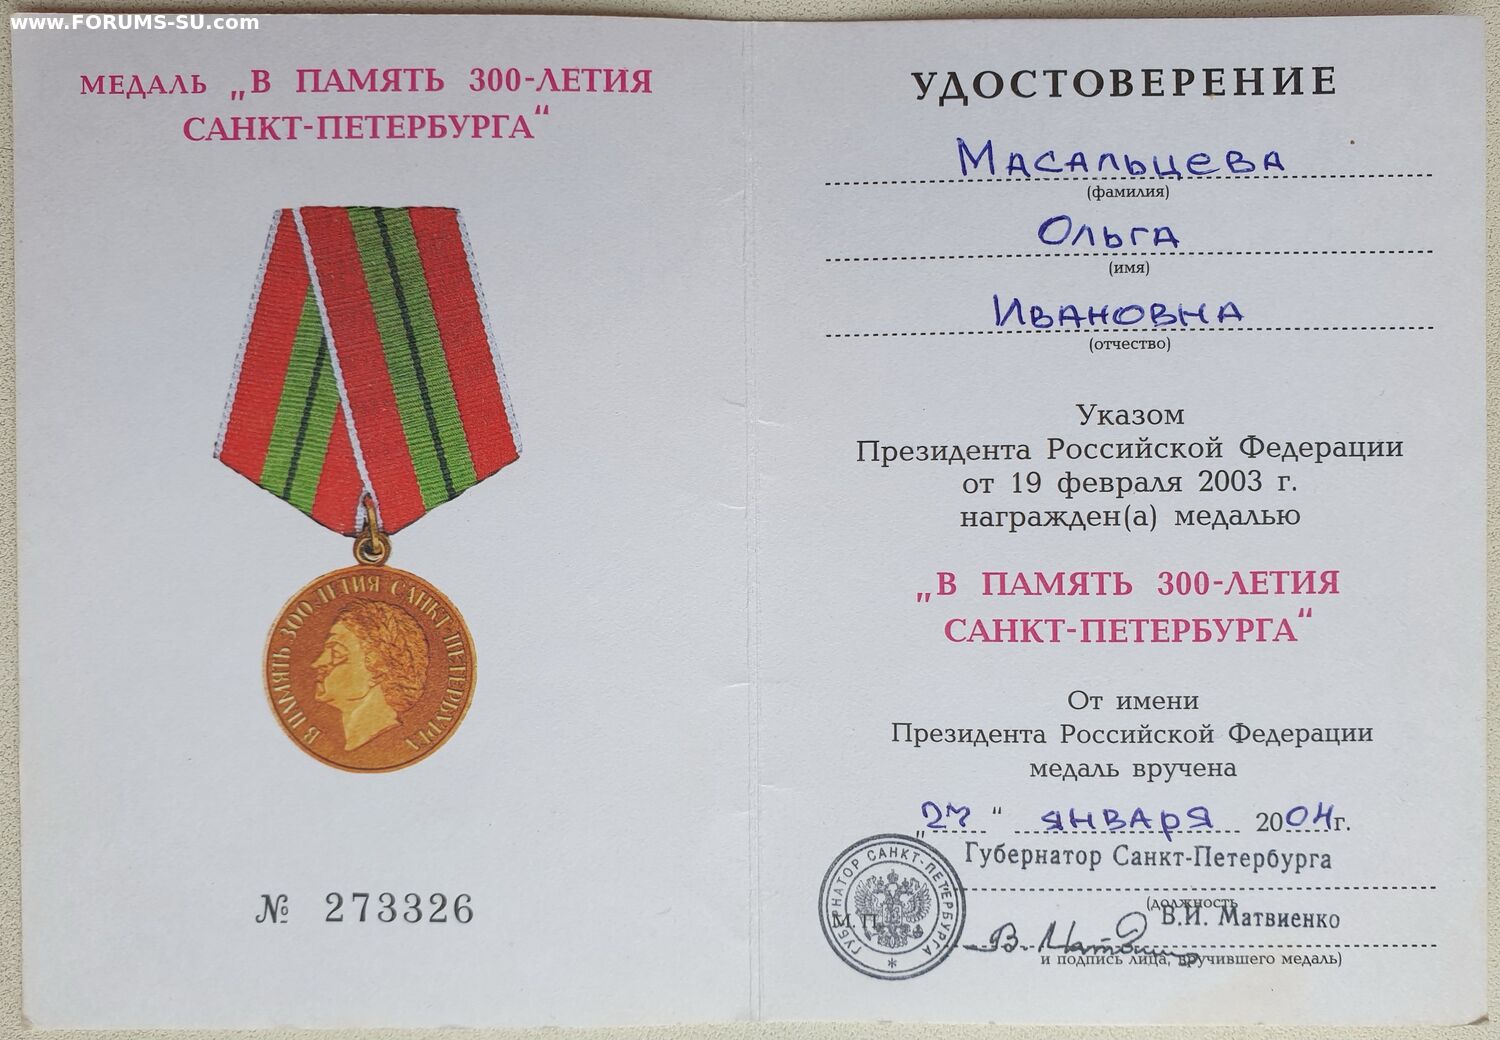 www.FORUMS-SU.com
МЕДАЛЬ „В ПАМЯТЬ 300-ЛЕТИЯ
САНКТ-ПЕТЕРБУРГА“
В ПАМЯТЬ 300-ЛЕТИЯ САНКТ-ПЕТЕРБУРГА
№ 273326
УДОСТОВЕРЕНИЕ
Масальцева
(фамилия)
Ольга
(имя)
Ивановна
(отчество)
Указом
Президента Российской Федерации
от 19 февраля 2003 г.
награжден(а) медалью
„В ПАМЯТЬ 300-ЛЕТИЯ
САНКТ-ПЕТЕРБУРГА“
От имени
Президента Российской Федерации
медаль вручена
„27“ января 2004г.
Губернатор Санкт-Петербурга
(должность
М.П.
В.И. Матвиенко
и подпись лица, вручившего медаль)
ГУБЕРНАТОР САНКТ-ПЕТЕРБУРГА